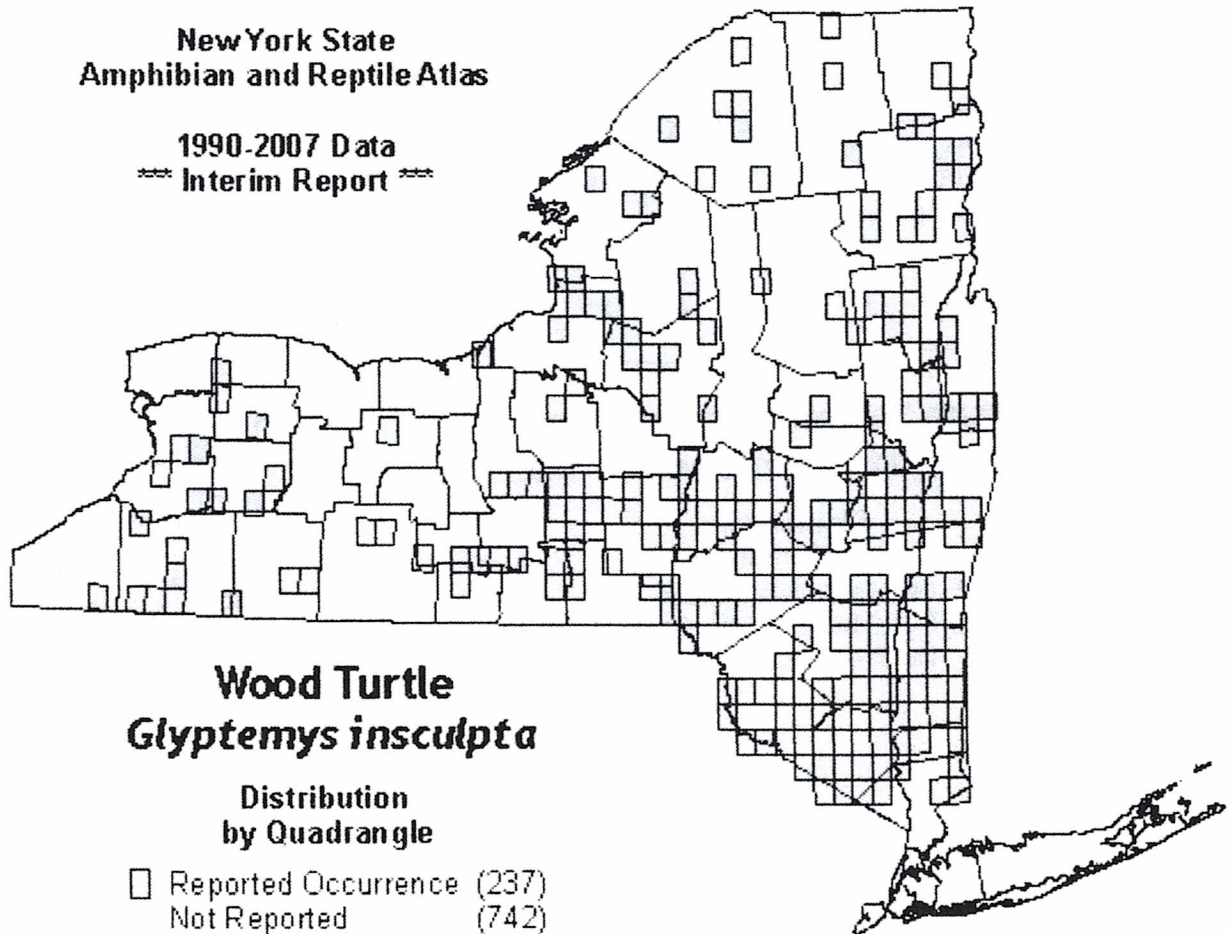 New York State
Amphibian and Reptile Atlas
1990-2007 Data
*** Interim Report ***
Wood Turtle
Glyptemys insculpta
Distribution
by Quadrangle
Reported Occurrence (237)
Not Reported (742)